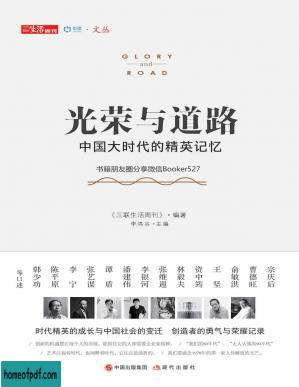 生活周刊
中读
·文丛
GLORY
and
ROAD
光荣与道路
中国大时代的精英记忆
书籍朋友圈分享微信Booker527
《三联生活周刊》·编著
李鸿谷·主编
宗庆后
曹德旺
俞敏洪
王坚
资中筠
林毅夫
张维迎
李银河
潘建伟
谭盾
张艺谋
李宁
陈平原
韩少功
等口述
时代精英的成长与中国社会的变迁 创造者的勇气与荣耀记录
中国出版集团
现代出版社
homeofpdf.com